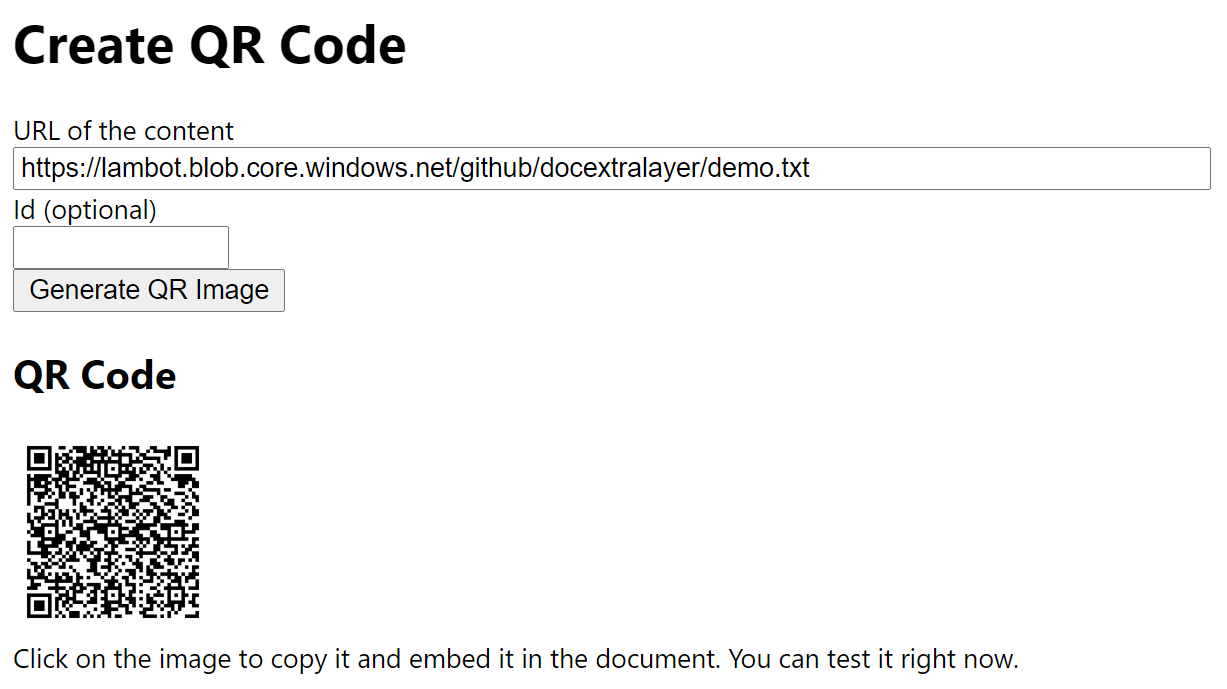 Create QR Code
URL of the content
https://lambot.blob.core.windows.net/github/docextralayer/demo.txt
Id (optional)
Generate QR Image
QR Code
Click on the image to copy it and embed it in the document. You can test it right now.